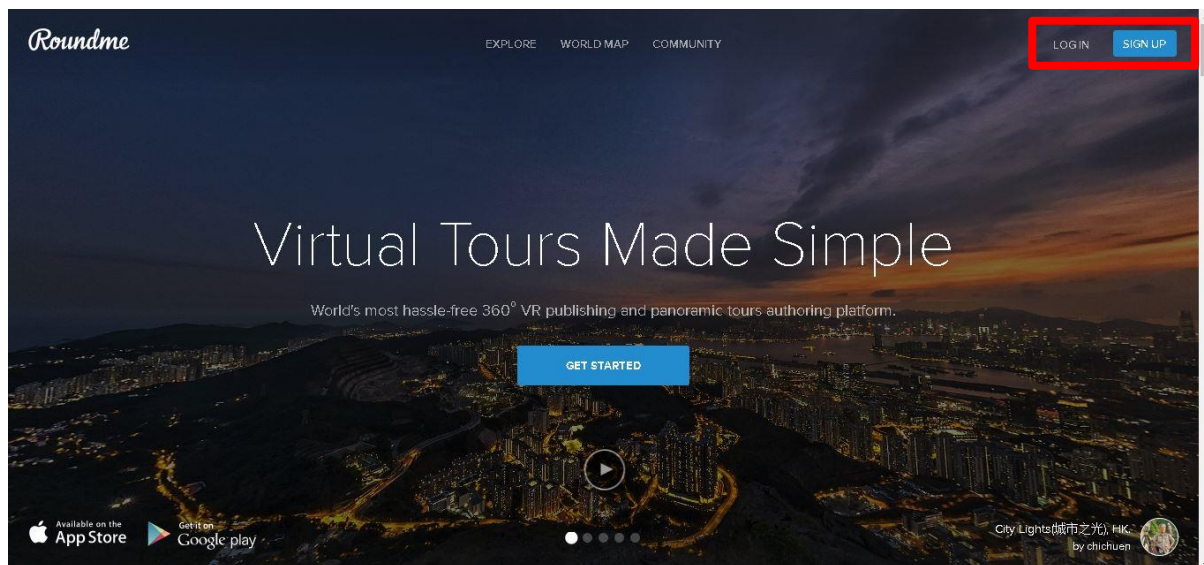 Roundme
EXPLORE WORLD MAP COMMUNITY
LOG IN SIGN UP
Virtual Tours Made Simple
World's most hassle-free 360° VR publishing and panoramic tours authoring platform.
GET STARTED
Available on the
App Store
Get it on
Google play
City Lights(城市之光), HK.
by chichuen